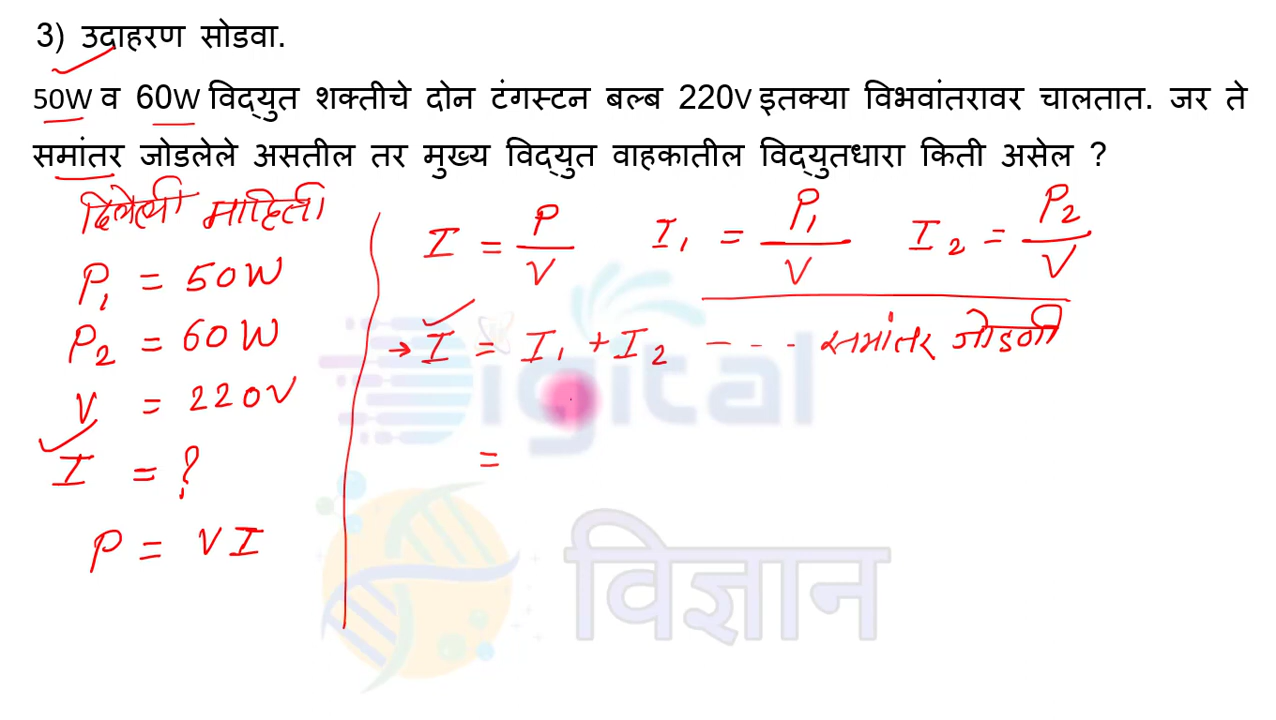 3) उदाहरण सोडवा.
50W व 60W विद्युत शक्तीचे दोन टंगस्टन बल्ब 220V इतक्या विभवांतरावर चालतात. जर ते
समांतर जोडलेले असतील तर मुख्य विद्युत वाहकातील विद्युतधारा किती असेल ?
दिलेली माहिती
P₁ = 50W
P₂ = 60W
V = 220V
I = ?
P = VI
I = P/V I₁ = P₁/V I₂ = P₂/V
→ I = I₁ + I₂ - - - समांतर जोडणी
=
Digital
विज्ञान